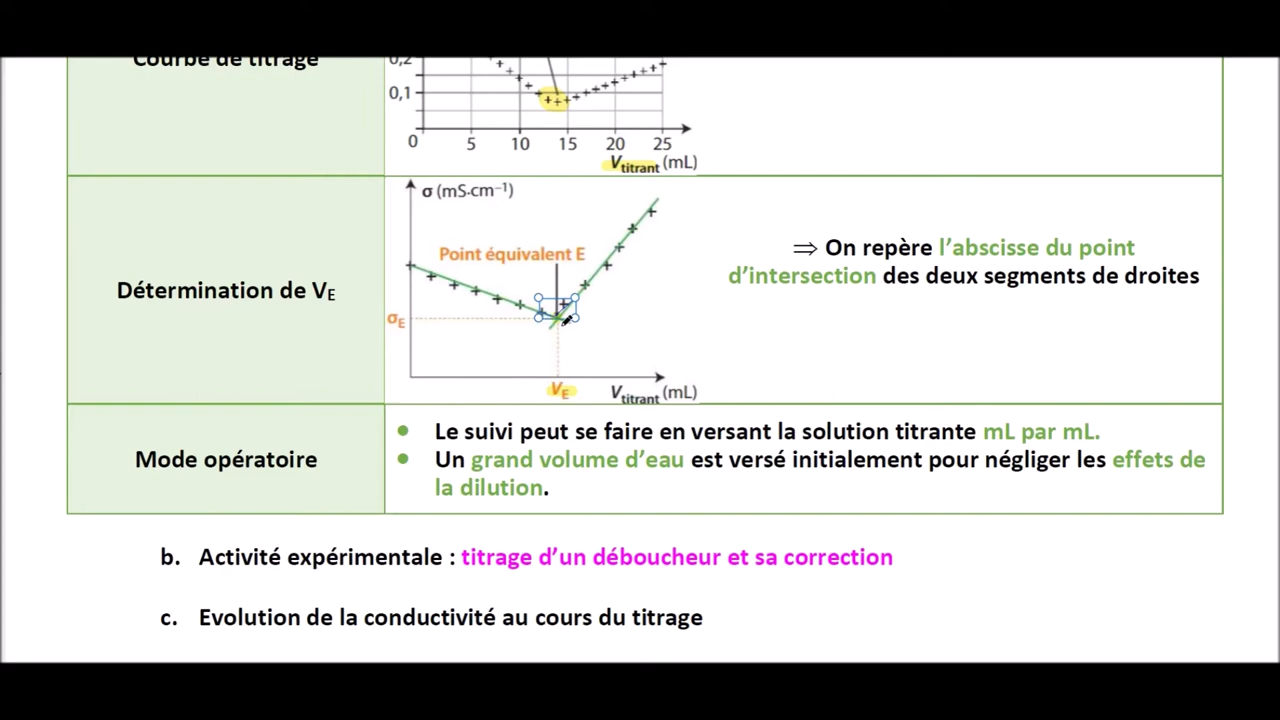 Courbe de titrage
0,2
0,1
0 5 10 15 20 25
Vtitrant (mL)
σ (mS.cm⁻¹)
Point équivalent E
σE
VE Vtitrant (mL)
Détermination de VE
⇒ On repère l’abscisse du point
d’intersection des deux segments de droites
Mode opératoire
• Le suivi peut se faire en versant la solution titrante mL par mL.
• Un grand volume d’eau est versé initialement pour négliger les effets de
la dilution.
b. Activité expérimentale : titrage d’un déboucheur et sa correction
c. Evolution de la conductivité au cours du titrage